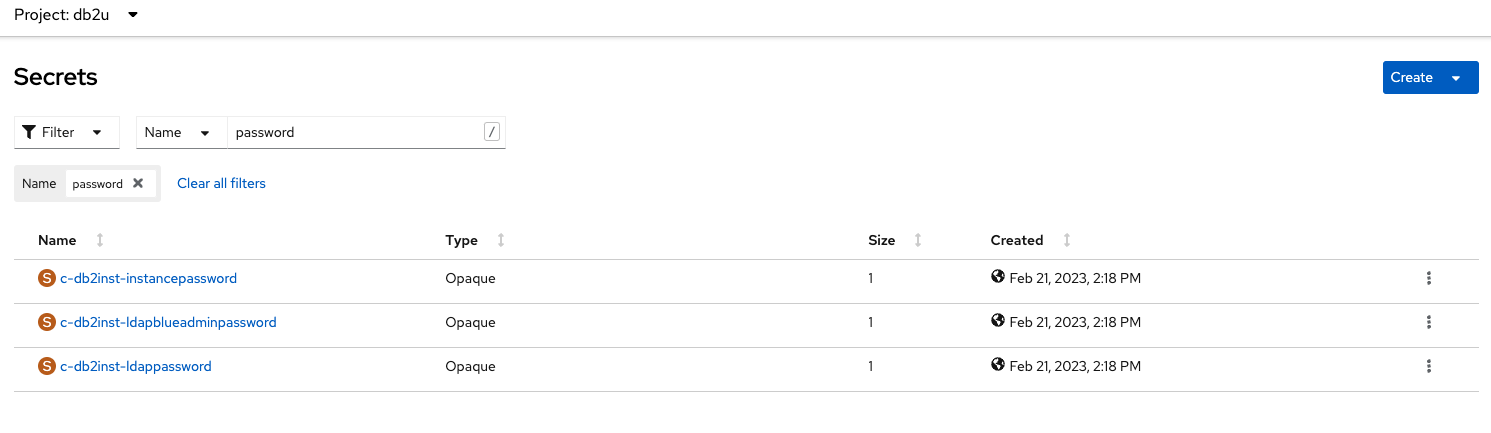 Project: db2u
Secrets
Create
Filter Name password /
Name password Clear all filters
Name Type Size Created
S c-db2inst-instancepassword Opaque 1 Feb 21, 2023, 2:18 PM
S c-db2inst-ldapblueadminpassword Opaque 1 Feb 21, 2023, 2:18 PM
S c-db2inst-ldappassword Opaque 1 Feb 21, 2023, 2:18 PM